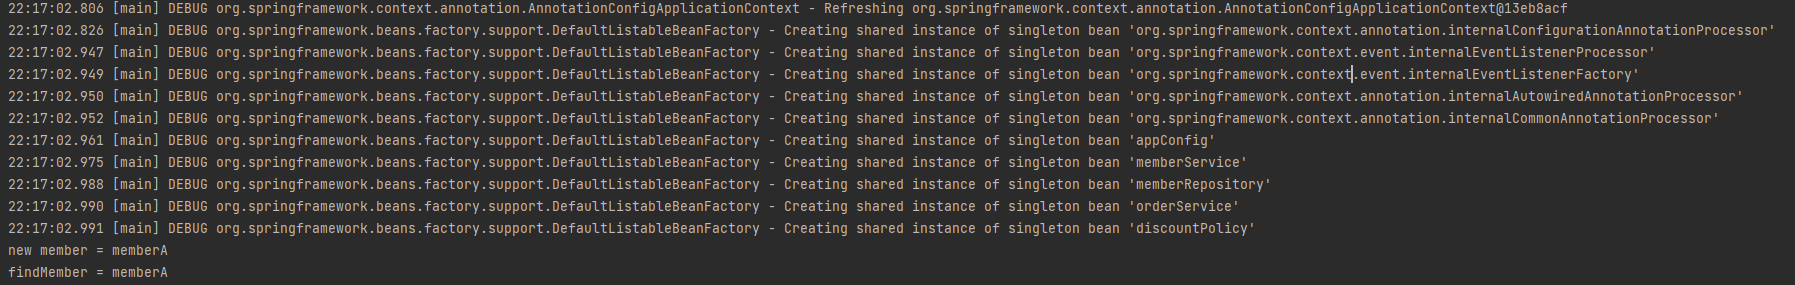 22:17:02.806 [main] DEBUG org.springframework.context.annotation.AnnotationConfigApplicationContext - Refreshing org.springframework.context.annotation.AnnotationConfigApplicationContext@13eb8acf
22:17:02.826 [main] DEBUG org.springframework.beans.factory.support.DefaultListableBeanFactory - Creating shared instance of singleton bean 'org.springframework.context.annotation.internalConfigurationAnnotationProcessor'
22:17:02.947 [main] DEBUG org.springframework.beans.factory.support.DefaultListableBeanFactory - Creating shared instance of singleton bean 'org.springframework.context.event.internalEventListenerProcessor'
22:17:02.949 [main] DEBUG org.springframework.beans.factory.support.DefaultListableBeanFactory - Creating shared instance of singleton bean 'org.springframework.context.event.internalEventListenerFactory'
22:17:02.950 [main] DEBUG org.springframework.beans.factory.support.DefaultListableBeanFactory - Creating shared instance of singleton bean 'org.springframework.context.annotation.internalAutowiredAnnotationProcessor'
22:17:02.952 [main] DEBUG org.springframework.beans.factory.support.DefaultListableBeanFactory - Creating shared instance of singleton bean 'org.springframework.context.annotation.internalCommonAnnotationProcessor'
22:17:02.961 [main] DEBUG org.springframework.beans.factory.support.DefaultListableBeanFactory - Creating shared instance of singleton bean 'appConfig'
22:17:02.975 [main] DEBUG org.springframework.beans.factory.support.DefaultListableBeanFactory - Creating shared instance of singleton bean 'memberService'
22:17:02.988 [main] DEBUG org.springframework.beans.factory.support.DefaultListableBeanFactory - Creating shared instance of singleton bean 'memberRepository'
22:17:02.990 [main] DEBUG org.springframework.beans.factory.support.DefaultListableBeanFactory - Creating shared instance of singleton bean 'orderService'
22:17:02.991 [main] DEBUG org.springframework.beans.factory.support.DefaultListableBeanFactory - Creating shared instance of singleton bean 'discountPolicy'
new member = memberA
findMember = memberA